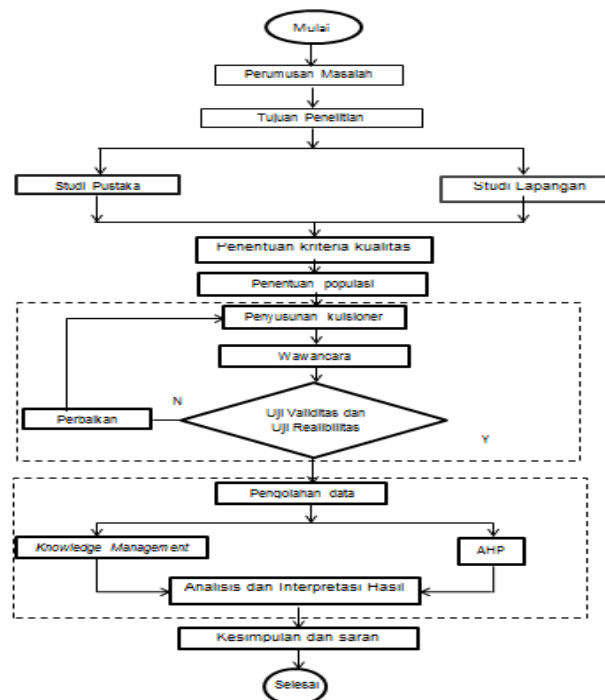 Mulai
Perumusan Masalah
Tujuan Penelitian
Studi Pustaka
Studi Lapangan
Penentuan kriteria kualitas
Penentuan populasi
Penyusunan kuisioner
Wawancara
N
Uji Validitas dan
Uji Realibilitas
Perbaikan
Y
Pengolahan data
Knowledge Management
AHP
Analisis dan Interpretasi Hasil
Kesimpulan dan saran
Selesai